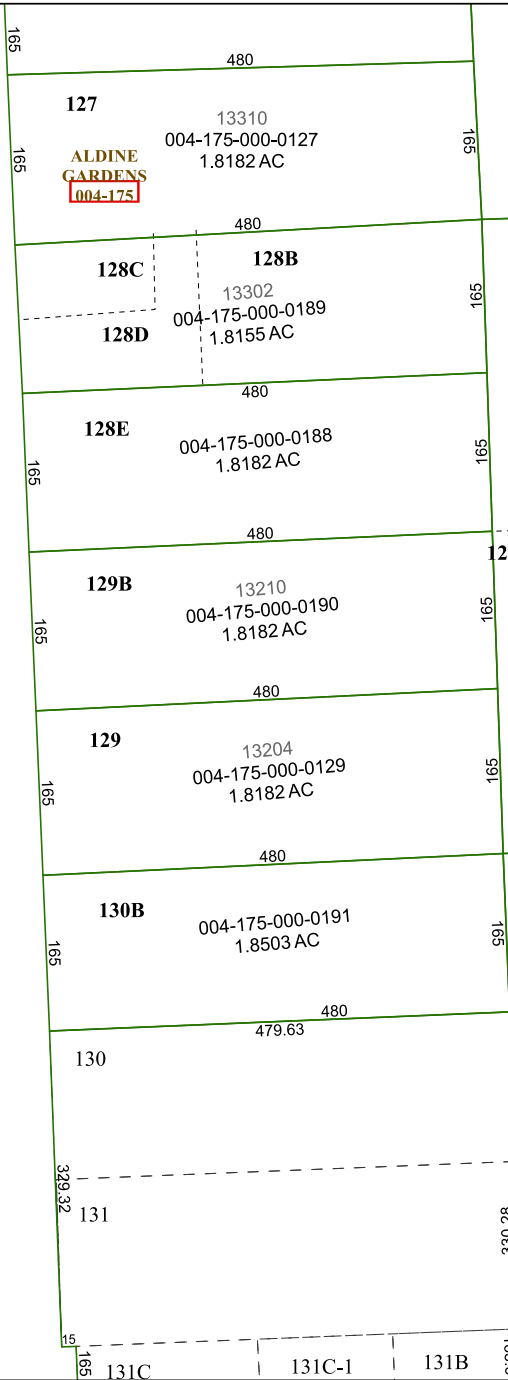 165
480
127
13310
004-175-000-0127
1.8182 AC
165
165
ALDINE
GARDENS
004-175
480
128C
128B
13302
004-175-000-0189
1.8155 AC
165
128D
480
128E
004-175-000-0188
1.8182 AC
165
165
480
129B
13210
004-175-000-0190
1.8182 AC
165
165
480
129
13204
004-175-000-0129
1.8182 AC
165
165
480
130B
004-175-000-0191
1.8503 AC
165
165
480
479.63
130
329.32
131
15
165
131C
131C-1
131B